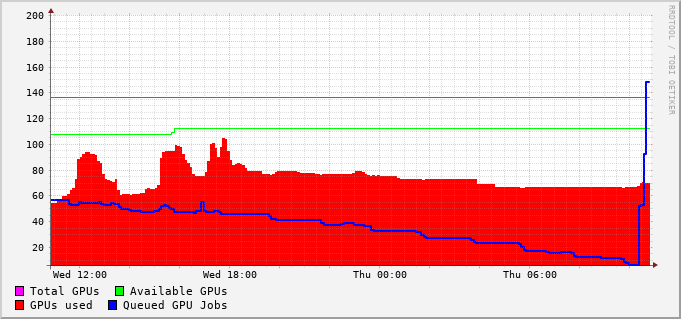 200
180
160
140
120
100
80
60
40
20
Wed 12:00 Wed 18:00 Thu 00:00 Thu 06:00
Total GPUs Available GPUs
GPUs used Queued GPU Jobs
RRDTOOL / TOBI OETIKER